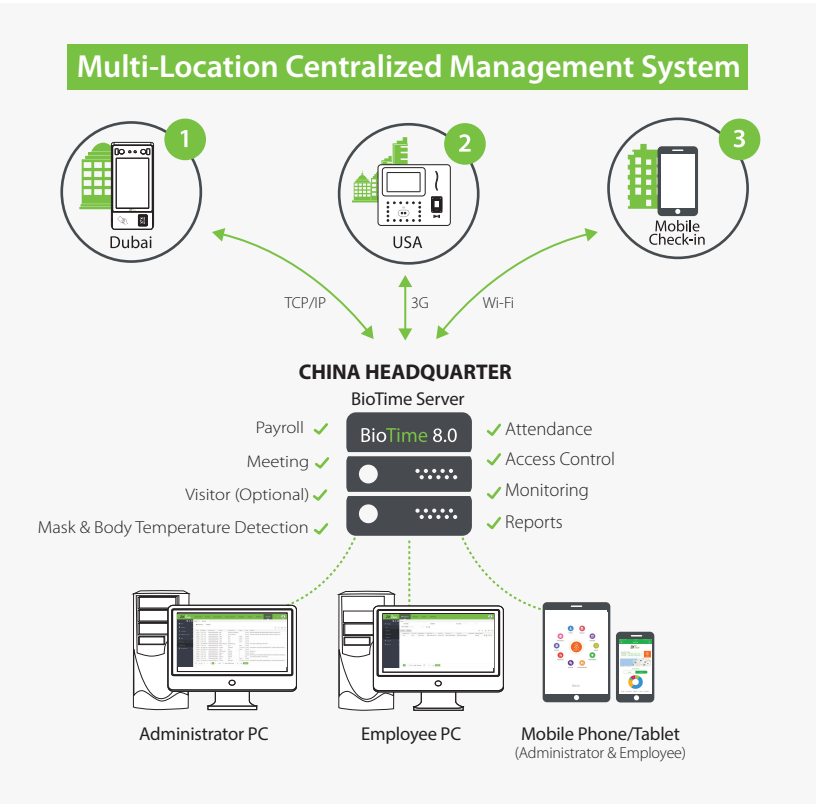 Multi-Location Centralized Management System
1
2
3
Dubai
USA
Mobile
Check-in
TCP/IP
3G
Wi-Fi
CHINA HEADQUARTER
BioTime Server
BioTime 8.0
Payroll
Meeting
Visitor (Optional)
Mask & Body Temperature Detection
Attendance
Access Control
Monitoring
Reports
Administrator PC
Employee PC
Mobile Phone/Tablet
(Administrator & Employee)